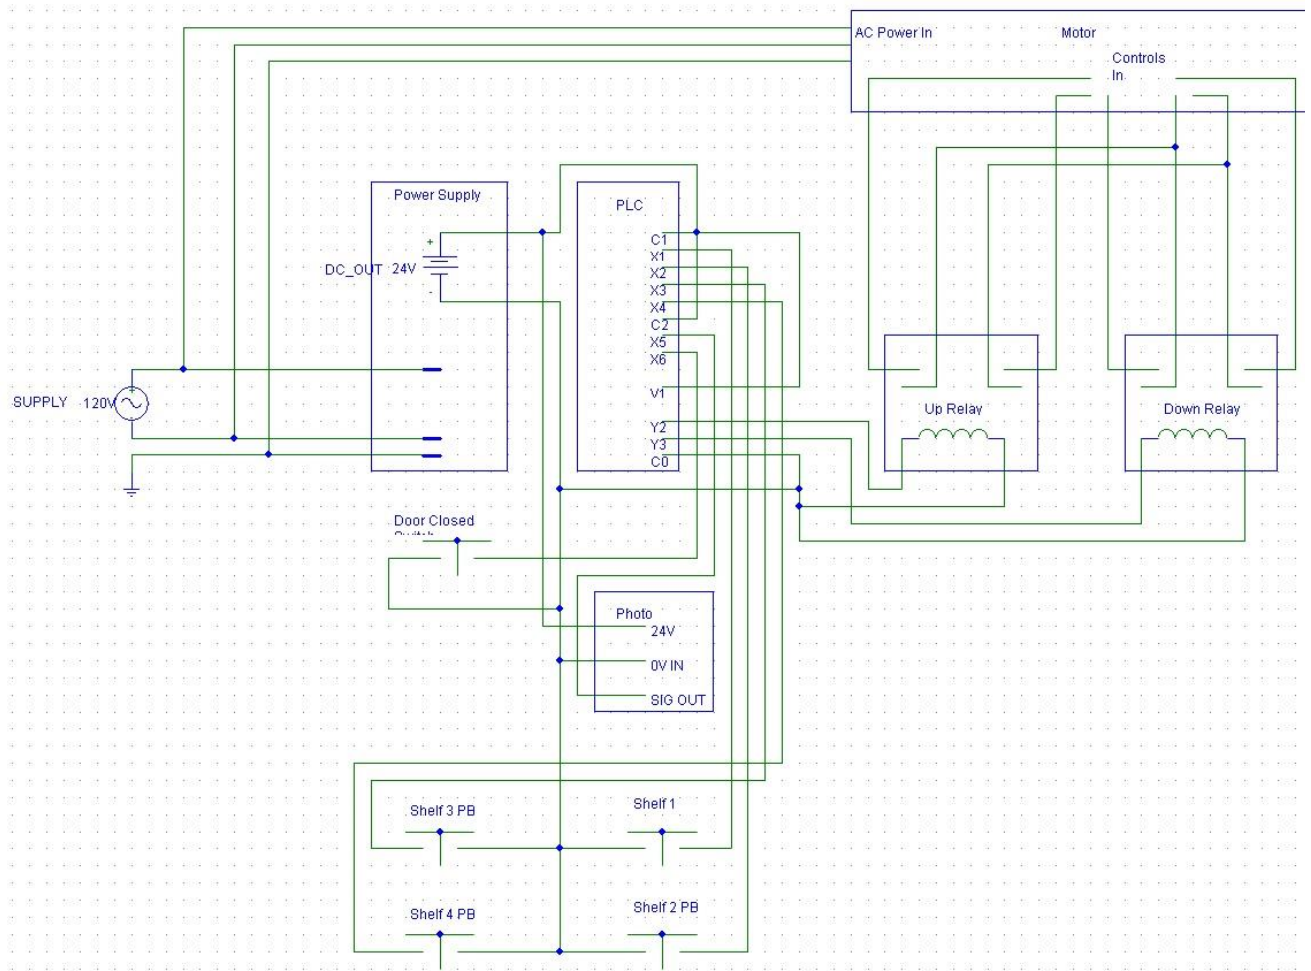 AC Power In
Motor
Controls
In
Power Supply
+
DC_OUT 24V
-
PLC
C1
X1
X2
X3
X4
C2
X5
X6
V1
Y2
Y3
C0
SUPPLY 120V
+
Up Relay
Down Relay
Door Closed
Switch
Photo
24V
0V IN
SIG OUT
Shelf 3 PB
Shelf 1
Shelf 4 PB
Shelf 2 PB